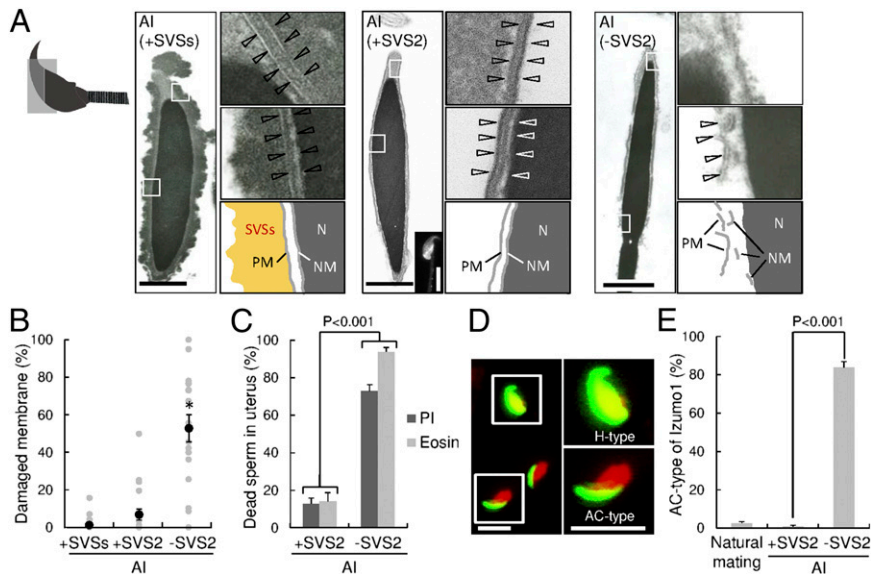 A
AI
(+SVSs)
AI
(+SVS2)
AI
(-SVS2)
SVSs
N
PM
NM
N
PM
NM
N
PM
NM
B
Damaged membrane (%)
100
80
60
40
20
0
*
+SVSs
+SVS2
-SVS2
AI
C
Dead sperm in uterus (%)
P<0.001
100
80
60
40
20
0
PI
Eosin
+SVS2
-SVS2
AI
D
H-type
AC-type
E
AC-type of Izumo1 (%)
P<0.001
100
80
60
40
20
0
Natural
mating
+SVS2
-SVS2
AI